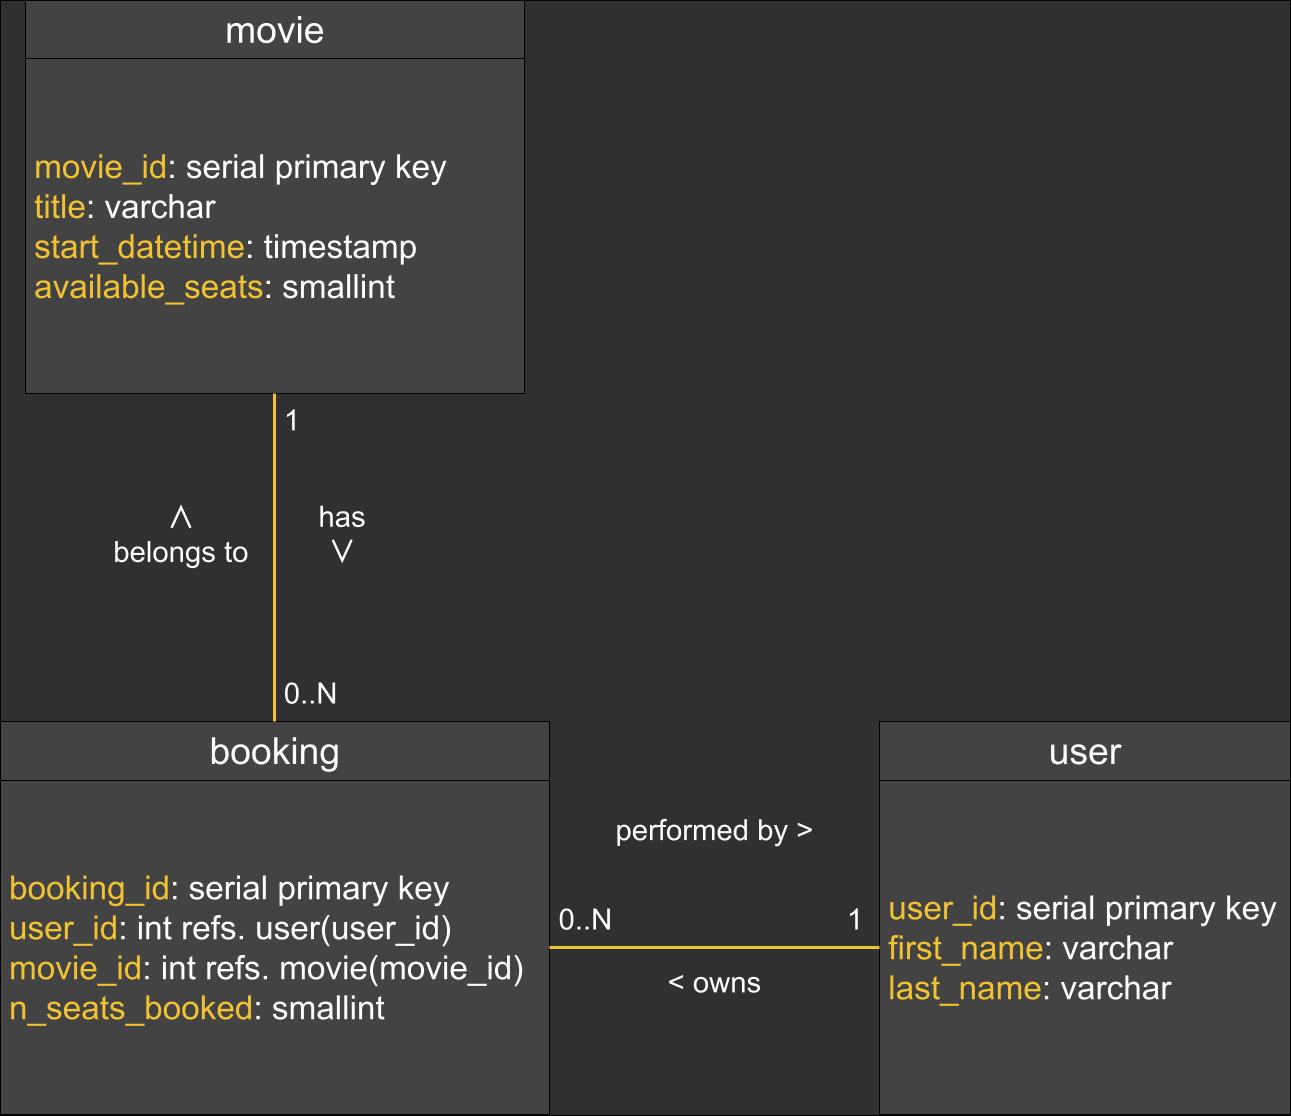 movie
movie_id: serial primary key
title: varchar
start_datetime: timestamp
available_seats: smallint
1
∧
belongs to
has
∨
0..N
booking
booking_id: serial primary key
user_id: int refs. user(user_id)
movie_id: int refs. movie(movie_id)
n_seats_booked: smallint
performed by >
0..N
1
< owns
user
user_id: serial primary key
first_name: varchar
last_name: varchar